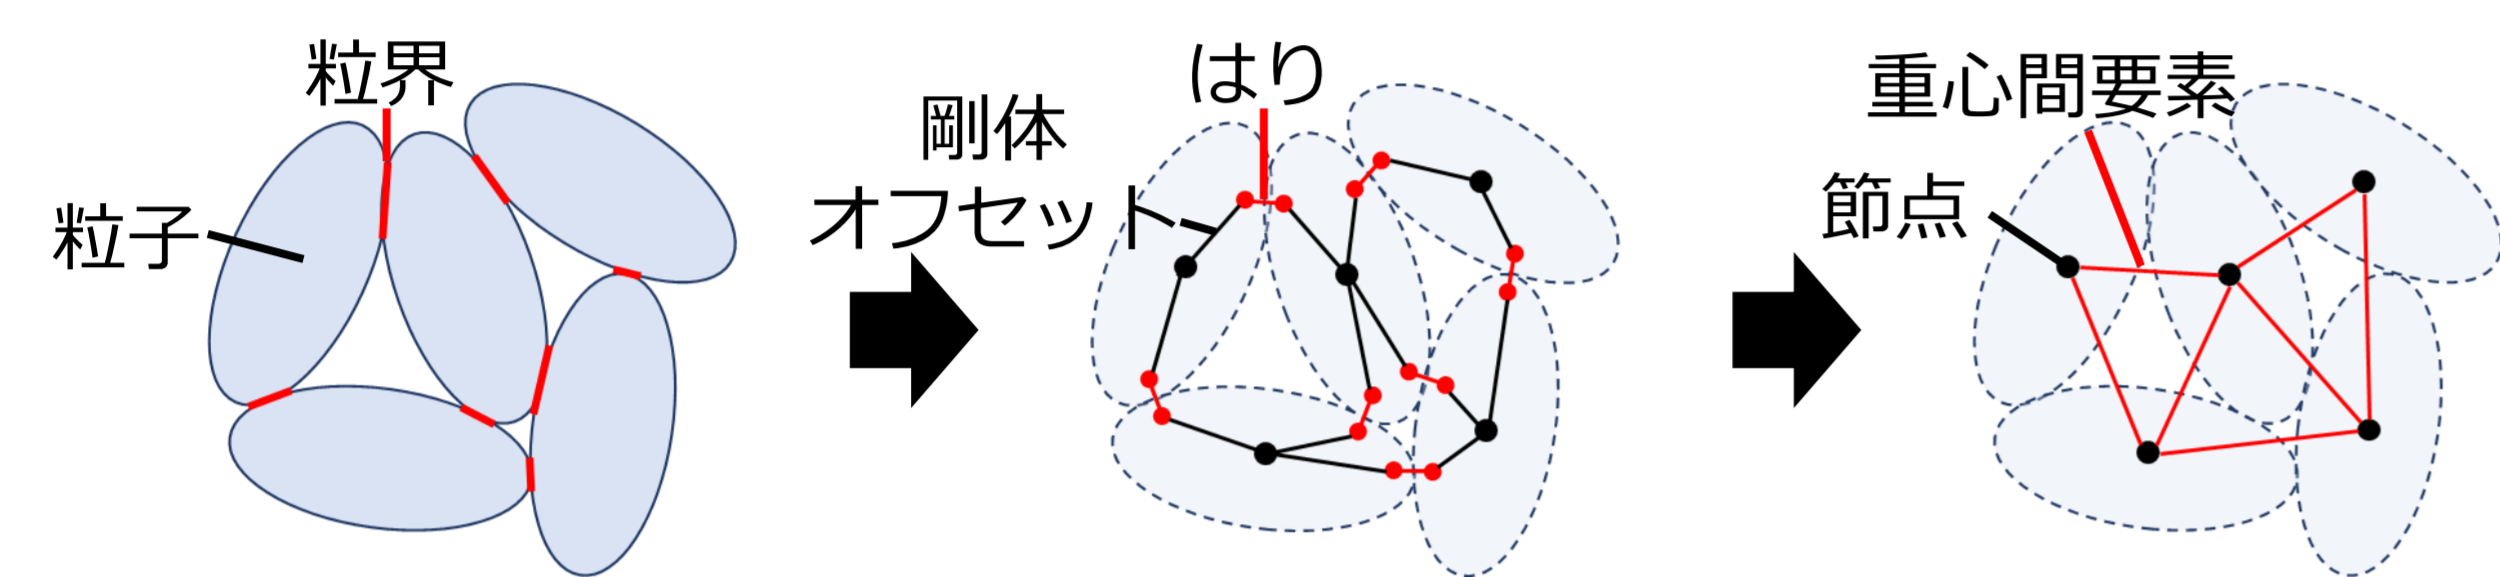 粒界
粒子
はり
剛体
オフセット
重心間要素
節点